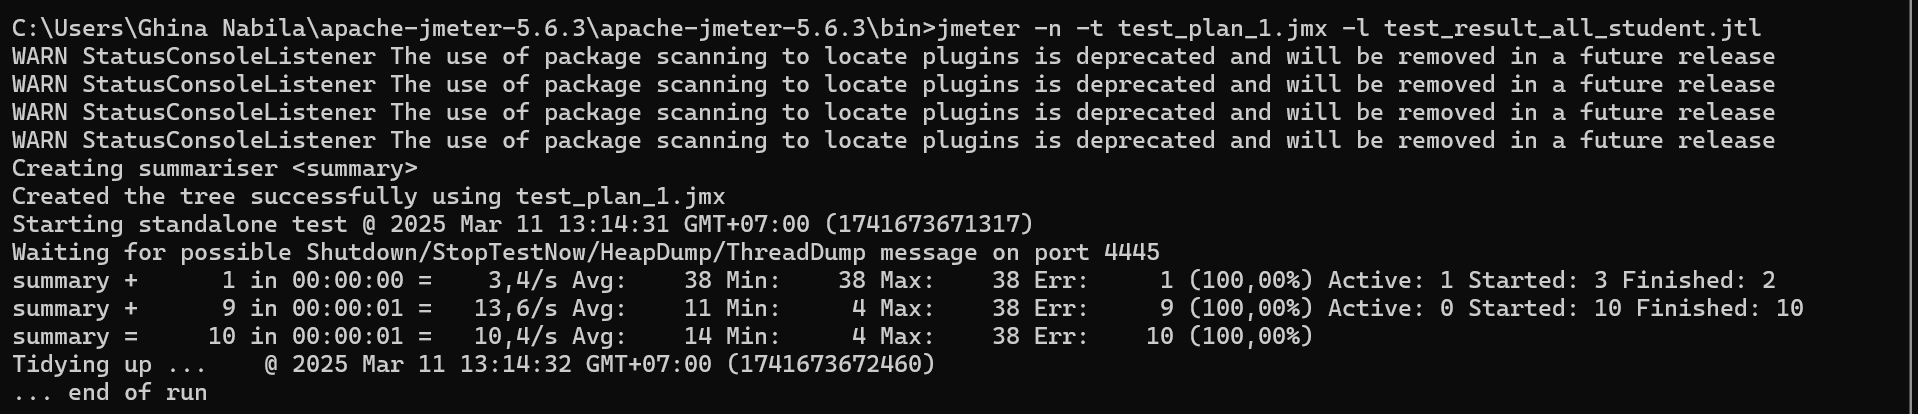 C:\Users\Ghina Nabila\apache-jmeter-5.6.3\apache-jmeter-5.6.3\bin>jmeter -n -t test_plan_1.jmx -l test_result_all_student.jtl
WARN StatusConsoleListener The use of package scanning to locate plugins is deprecated and will be removed in a future release
WARN StatusConsoleListener The use of package scanning to locate plugins is deprecated and will be removed in a future release
WARN StatusConsoleListener The use of package scanning to locate plugins is deprecated and will be removed in a future release
WARN StatusConsoleListener The use of package scanning to locate plugins is deprecated and will be removed in a future release
Creating summariser <summary>
Created the tree successfully using test_plan_1.jmx
Starting standalone test @ 2025 Mar 11 13:14:31 GMT+07:00 (1741673671317)
Waiting for possible Shutdown/StopTestNow/HeapDump/ThreadDump message on port 4445
summary +      1 in 00:00:00 =    3,4/s Avg:    38 Min:    38 Max:    38 Err:     1 (100,00%) Active: 1 Started: 3 Finished: 2
summary +      9 in 00:00:01 =   13,6/s Avg:    11 Min:     4 Max:    38 Err:     9 (100,00%) Active: 0 Started: 10 Finished: 10
summary =     10 in 00:00:01 =   10,4/s Avg:    14 Min:     4 Max:    38 Err:    10 (100,00%)
Tidying up ...    @ 2025 Mar 11 13:14:32 GMT+07:00 (1741673672460)
... end of run